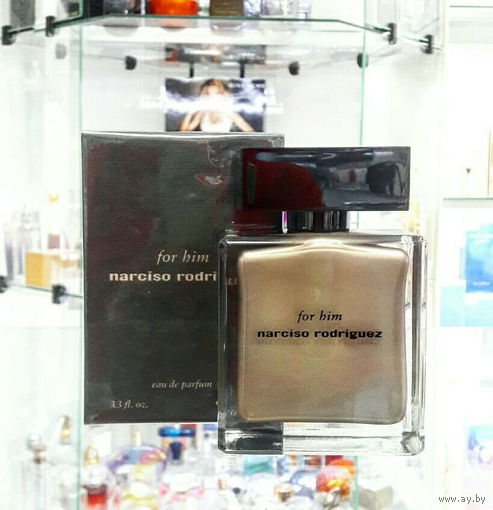 for him
narciso rodri
eau de parfum
3.3 fl. oz.
for him
narciso rodriguez
www.ay.by